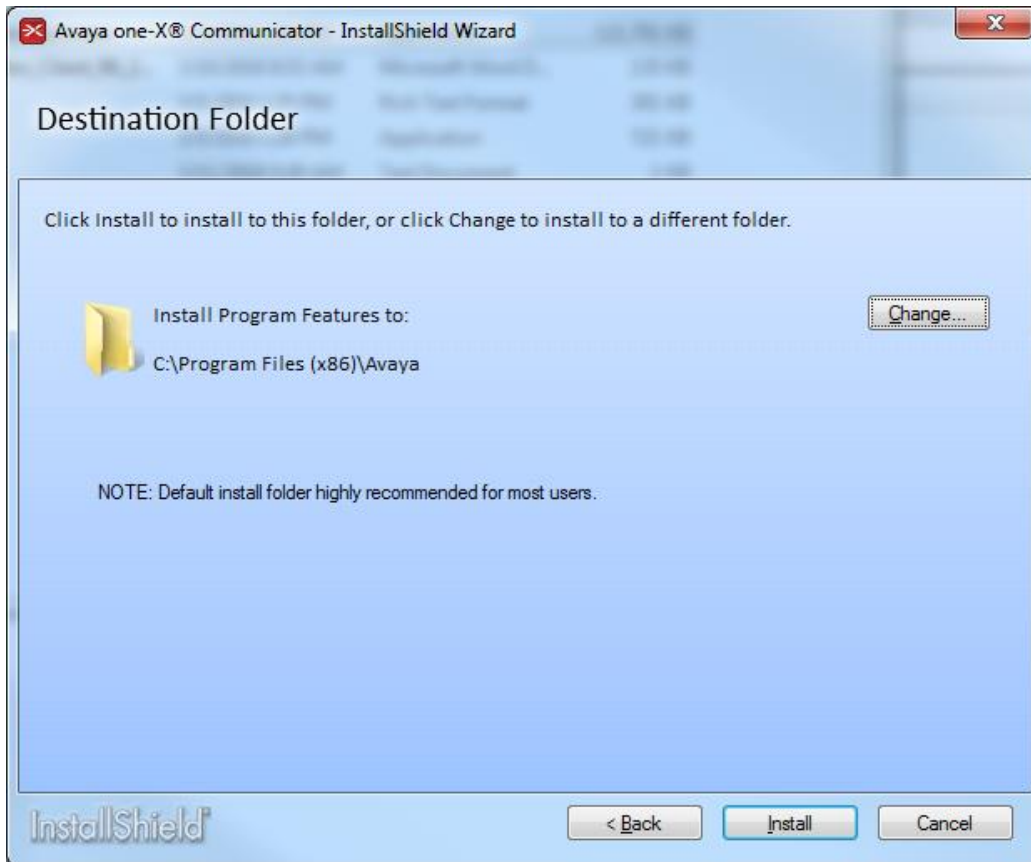 Avaya one-X® Communicator - InstallShield Wizard
Destination Folder
Click Install to install to this folder, or click Change to install to a different folder.
Install Program Features to:
Change...
C:\Program Files (x86)\Avaya
NOTE: Default install folder highly recommended for most users.
InstallShield
< Back
Install
Cancel